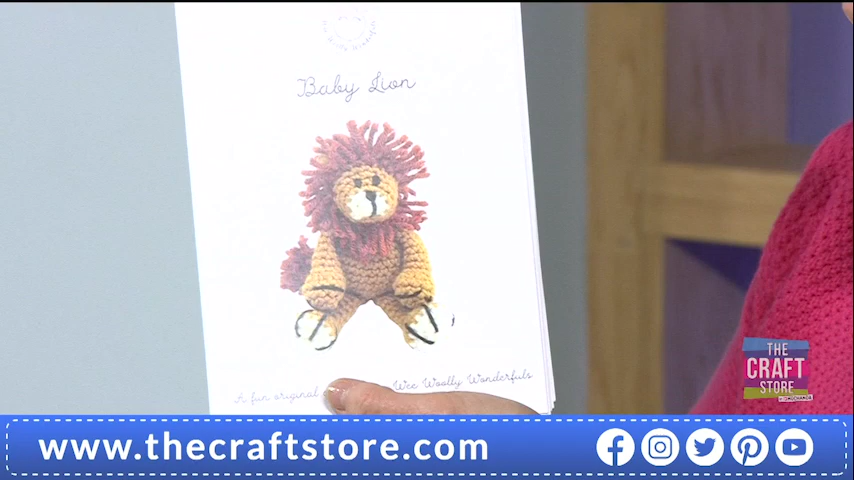 Baby Lion
A fun original Wee Woolly Wonderfuls
THE
CRAFT
STORE
www.thecraftstore.com